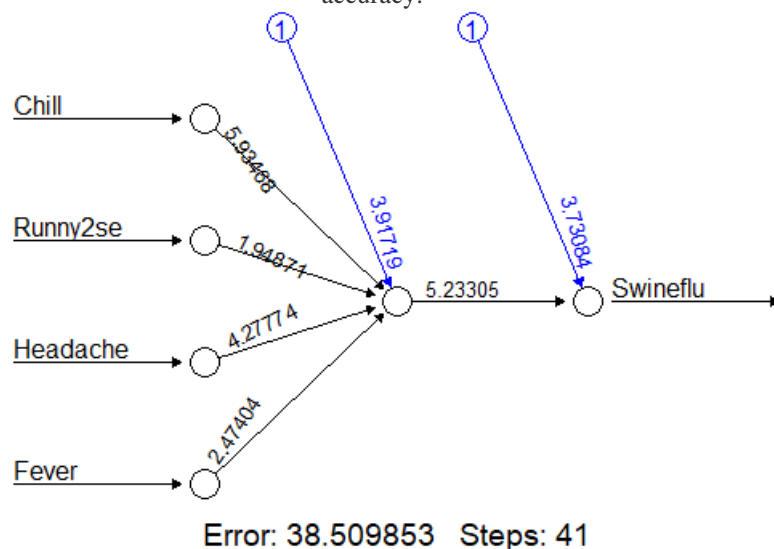 accuracy.
1 1
Chill
5.93468
Runny2se
1.94871
3.91719
3.73084
5.23305
Swineflu
Headache
4.27774
Fever
2.47404
Error: 38.509853 Steps: 41